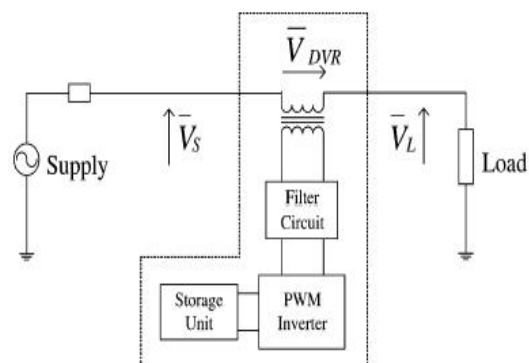 V̄ DVR
V̄S
V̄L
Supply
Load
Filter
Circuit
Storage
Unit
PWM
Inverter